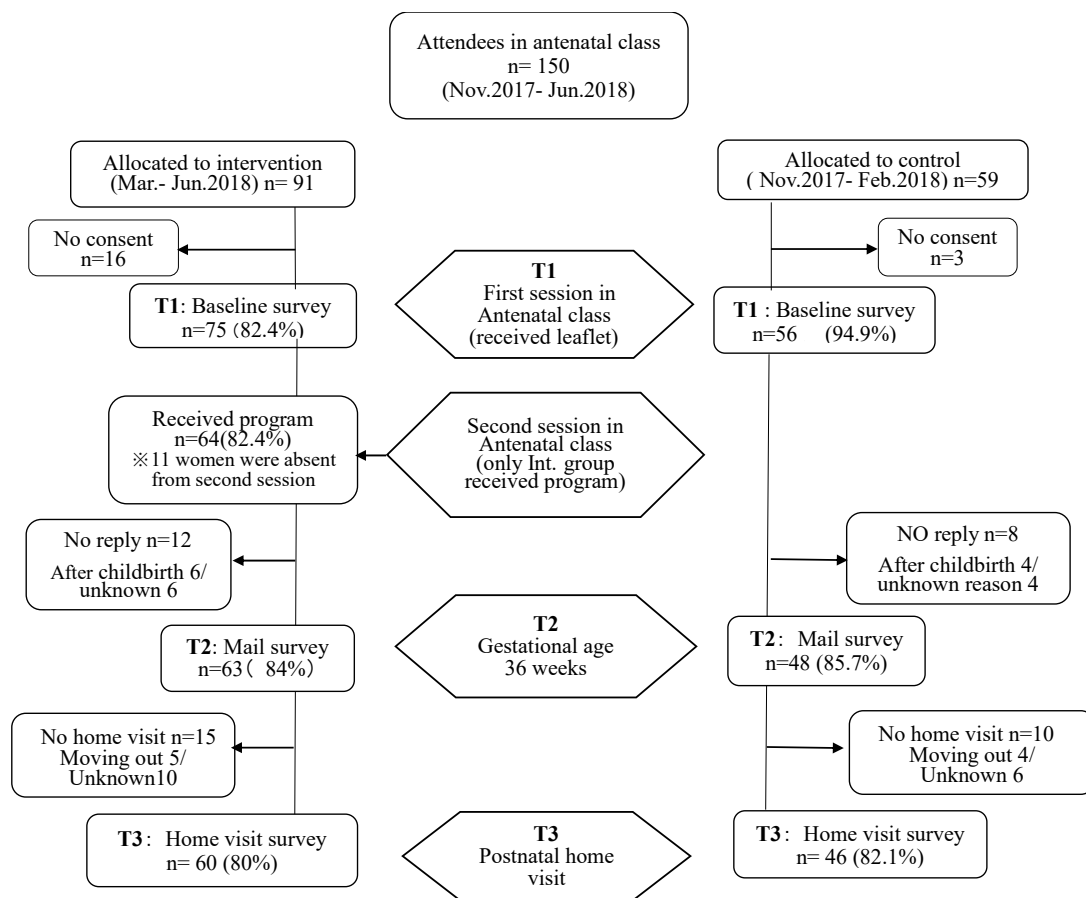 Attendees in antenatal class
n= 150
(Nov.2017- Jun.2018)
Allocated to intervention
(Mar.- Jun.2018) n= 91
Allocated to control
( Nov.2017- Feb.2018) n=59
No consent
n=16
No consent
n=3
T1
First session in
Antenatal class
(received leaflet)
T1: Baseline survey
n=75 (82.4%)
T1 : Baseline survey
n=56 (94.9%)
Received program
n=64(82.4%)
※11 women were absent
from second session
Second session in
Antenatal class
(only Int. group
received program)
No reply n=12
After childbirth 6/
unknown 6
NO reply n=8
After childbirth 4/
unknown reason 4
T2: Mail survey
n=63( 84%)
T2
Gestational age
36 weeks
T2: Mail survey
n=48 (85.7%)
No home visit n=15
Moving out 5/
Unknown10
No home visit n=10
Moving out 4/
Unknown 6
T3: Home visit survey
n= 60 (80%)
T3
Postnatal home
visit
T3: Home visit survey
n= 46 (82.1%)